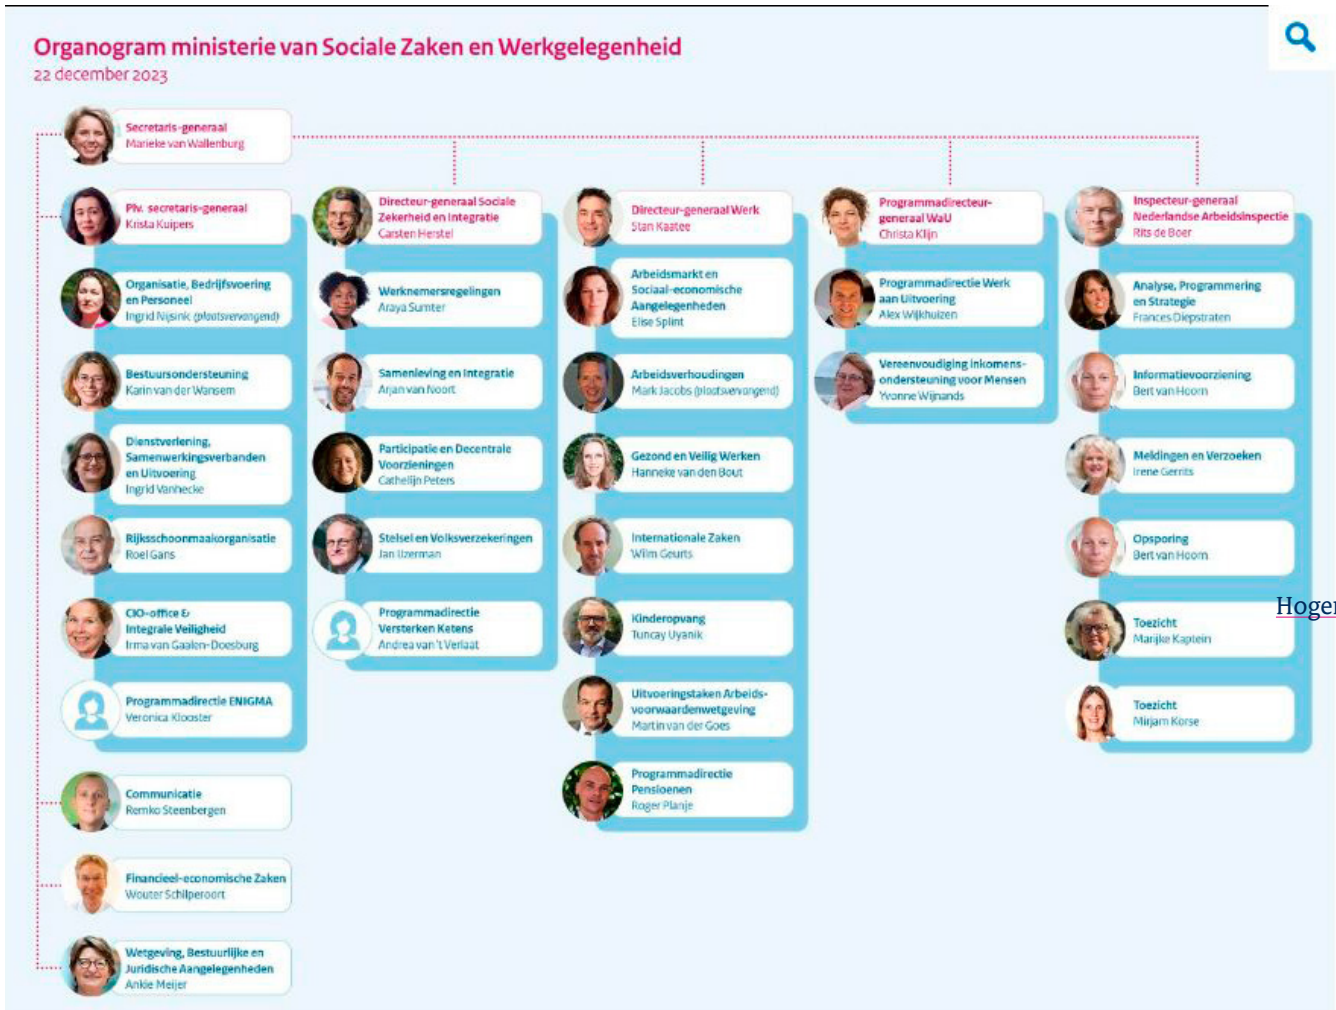 Organogram ministerie van Sociale Zaken en Werkgelegenheid
22 december 2023
Secretaris-generaal
Marieke van Wallenburg
Plv. secretaris-generaal
Krista Kuipers
Organisatie, Bedrijfsvoering
en Personeel
Ingrid Nijsink (plaatsvervangend)
Bestuursondersteuning
Karin van der Wansem
Dienstverlening,
Samenwerkingsverbanden
en Uitvoering
Ingrid Vanhecke
Rijksschoonmaakorganisatie
Roel Gans
CIO-office &
Integrale Veiligheid
Irma van Gaalen-Doesburg
Programmadirectie ENIGMA
Veronica Klooster
Communicatie
Remko Steenbergen
Financieel-economische Zaken
Wouter Schilperoort
Wetgeving, Bestuurlijke en
Juridische Aangelegenheden
Ankie Meijer
Directeur-generaal Sociale
Zekerheid en Integratie
Carsten Herstel
Werknemersregelingen
Araya Sumter
Samenleving en Integratie
Arjan van Noort
Participatie en Decentrale
Voorzieningen
Cathelijn Peters
Stelsel en Volksverzekeringen
Jan IJzerman
Programmadirectie
Versterken Ketens
Andrea van 't Verlaat
Directeur-generaal Werk
Stan Kaatee
Arbeidsmarkt en
Sociaal-economische
Aangelegenheden
Elise Splint
Arbeidsverhoudingen
Mark Jacobs (plaatsvervangend)
Gezond en Veilig Werken
Hanneke van den Bout
Internationale Zaken
Wilm Geurts
Kinderopvang
Tuncay Uyanik
Uitvoeringstaken Arbeids-
voorwaardenwetgeving
Martin van der Goes
Programmadirectie
Pensioenen
Roger Planje
Programmadirecteur-
generaal WaU
Christa Klijn
Programmadirectie Werk
aan Uitvoering
Alex Wijkhuizen
Vereenvoudiging Inkomens-
ondersteuning voor Mensen
Yvonne Wijnands
Inspecteur-generaal
Nederlandse Arbeidsinspectie
Rits de Boer
Analyse, Programmering
en Strategie
Frances Diepstraten
Informatievoorziening
Bert van Hoorn
Meldingen en Verzoeken
Irene Gerrits
Opsporing
Bert van Hoorn
Toezicht
Marijke Kaptein
Toezicht
Mirjam Korse
Hoger